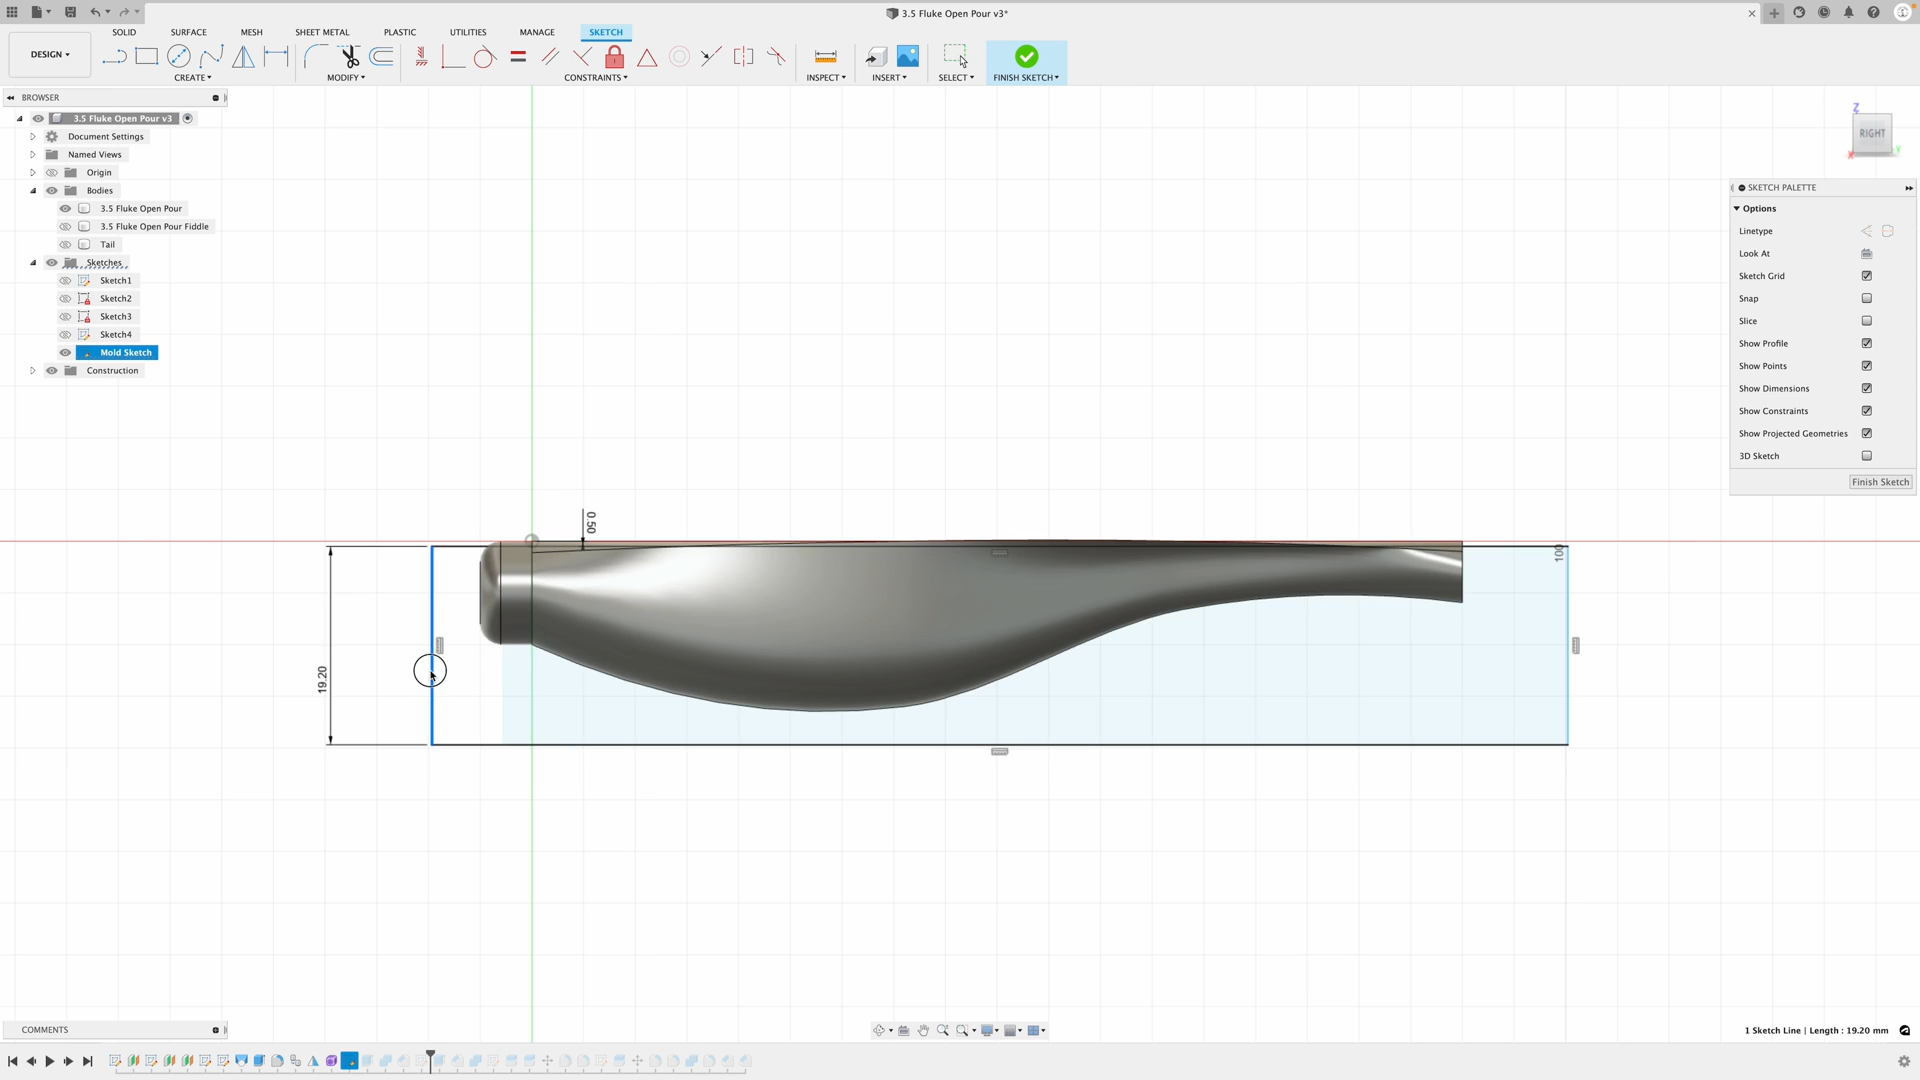 3.5 Fluke Open Pour v3*
SOLID SURFACE MESH SHEET METAL PLASTIC UTILITIES MANAGE SKETCH
DESIGN
CREATE MODIFY CONSTRAINTS INSPECT INSERT SELECT FINISH SKETCH
BROWSER
3.5 Fluke Open Pour v3
Document Settings
Named Views
Origin
Bodies
3.5 Fluke Open Pour
3.5 Fluke Open Pour Fiddle
Tail
Sketches
Sketch1
Sketch2
Sketch3
Sketch4
Mold Sketch
Construction
Z
RIGHT
X
Y
SKETCH PALETTE
Options
Linetype
Look At
Sketch Grid
Snap
Slice
Show Profile
Show Points
Show Dimensions
Show Constraints
Show Projected Geometries
3D Sketch
Finish Sketch
0.50
100
19.20
COMMENTS
1 Sketch Line | Length : 19.20 mm